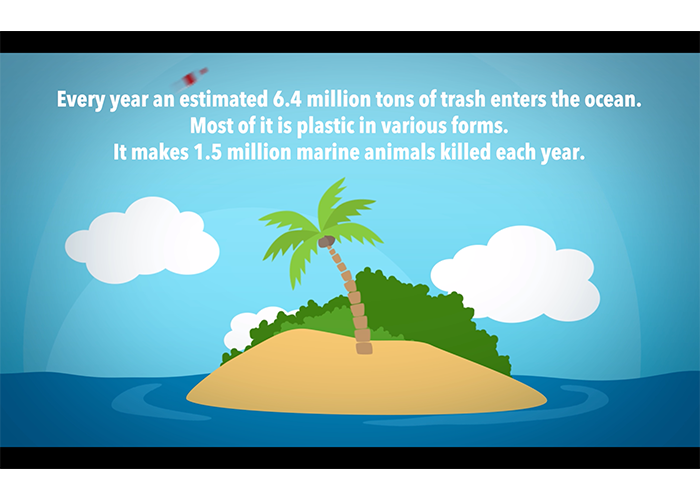 Every year an estimated 6.4 million tons of trash enters the ocean.
Most of it is plastic in various forms.
It makes 1.5 million marine animals killed each year.